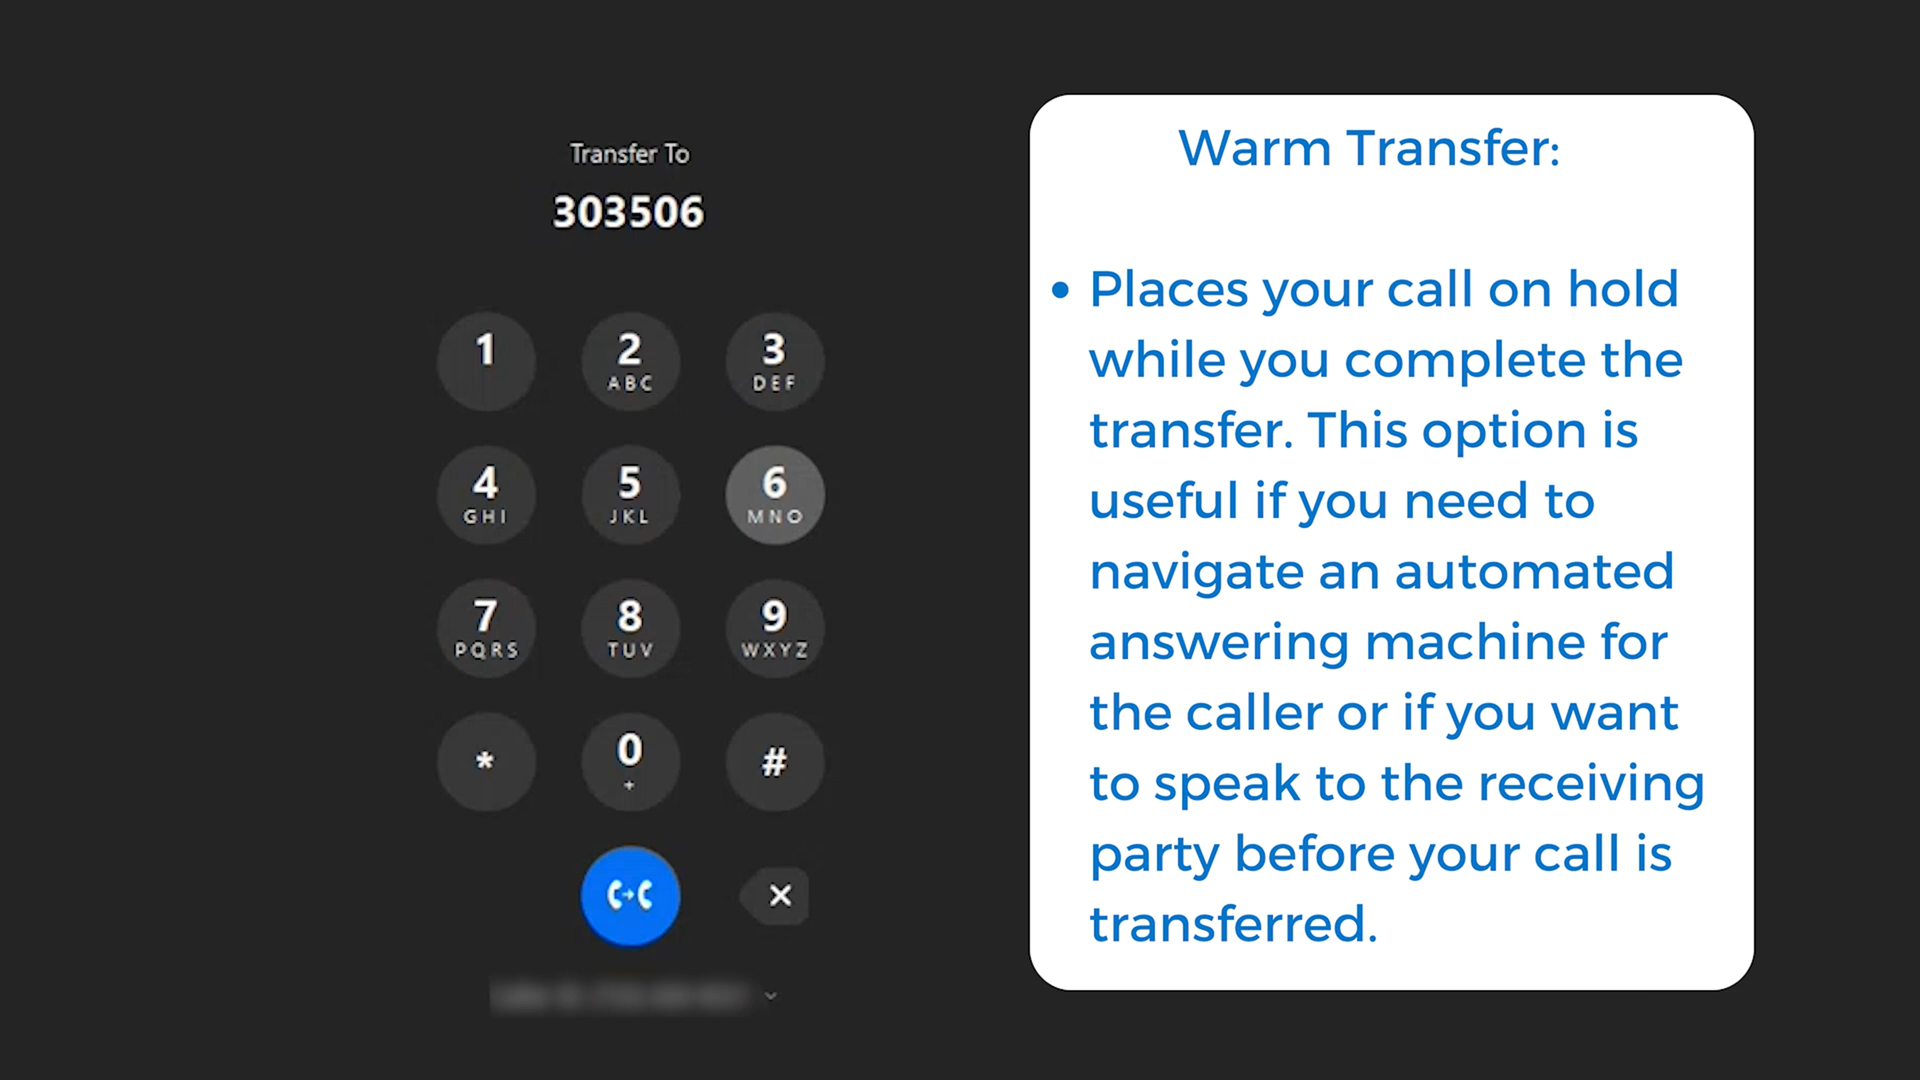 Transfer To
303506
1
2
ABC
3
DEF
4
GHI
5
JKL
6
MNO
7
PQRS
8
TUV
9
WXYZ
*
0
+
#
Warm Transfer:
• Places your call on hold
while you complete the
transfer. This option is
useful if you need to
navigate an automated
answering machine for
the caller or if you want
to speak to the receiving
party before your call is
transferred.